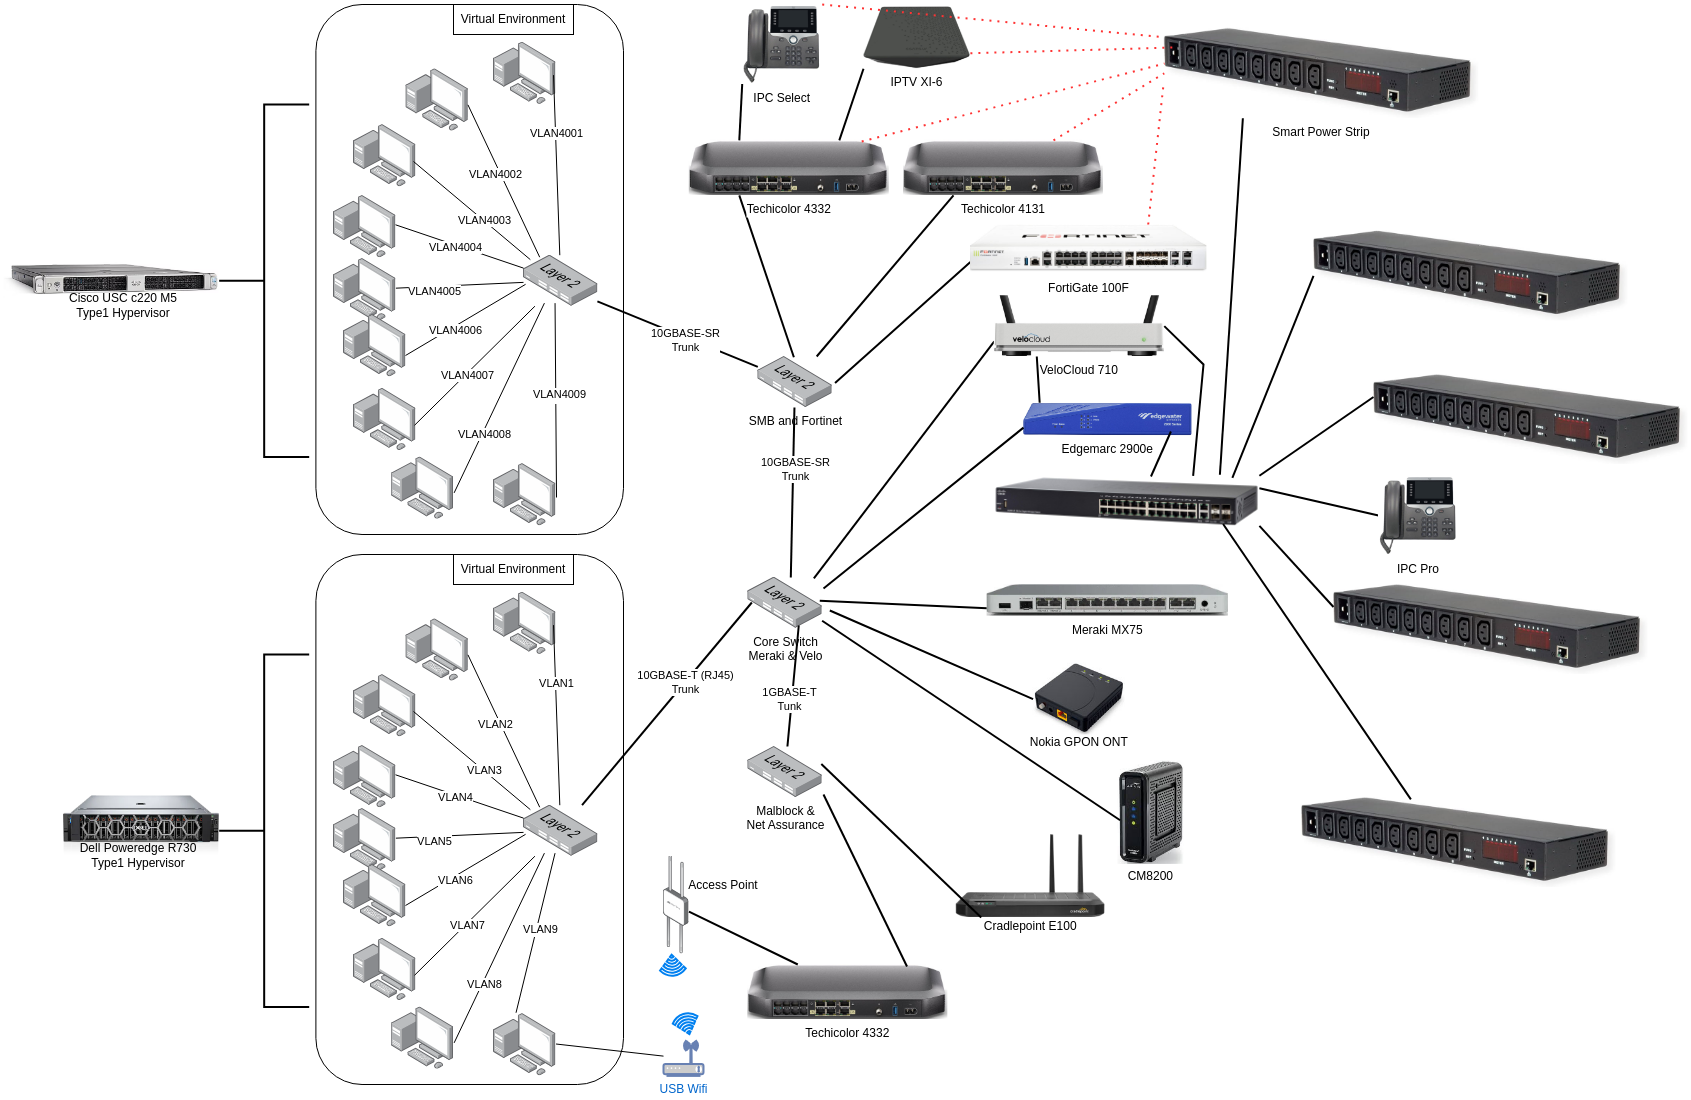 Virtual Environment
VLAN4001
VLAN4002
VLAN4003
VLAN4004
VLAN4005
VLAN4006
VLAN4007
VLAN4008
VLAN4009
Layer 2
Cisco USC c220 M5
Type1 Hypervisor
10GBASE-SR
Trunk
IPC Select
IPTV XI-6
Smart Power Strip
Techicolor 4332
Techicolor 4131
FORTINET
FortiGate 100F
velocloud
VeloCloud 710
Layer 2
SMB and Fortinet
edgewater
Edgemarc 2900e
10GBASE-SR
Trunk
IPC Pro
Layer 2
Core Switch
Meraki & Velo
Meraki MX75
10GBASE-T (RJ45)
Trunk
1GBASE-T
Tunk
Nokia GPON ONT
Layer 2
Malblock &
Net Assurance
CM8200
Cradlepoint E100
Access Point
Techicolor 4332
USB Wifi
Virtual Environment
VLAN1
VLAN2
VLAN3
VLAN4
VLAN5
VLAN6
VLAN7
VLAN8
VLAN9
Layer 2
Dell Poweredge R730
Type1 Hypervisor